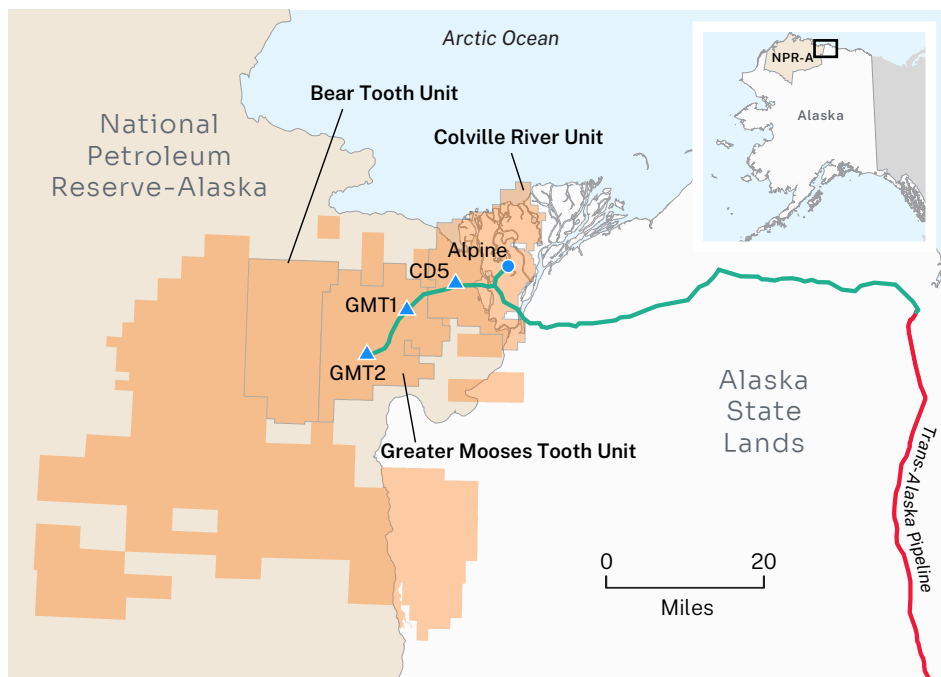 Arctic Ocean
NPR-A
Alaska
Bear Tooth Unit
National
Petroleum
Reserve-Alaska
Colville River Unit
Alpine
CD5
GMT1
GMT2
Alaska
State
Lands
Greater Mooses Tooth Unit
Trans-Alaska Pipeline
0
20
Miles